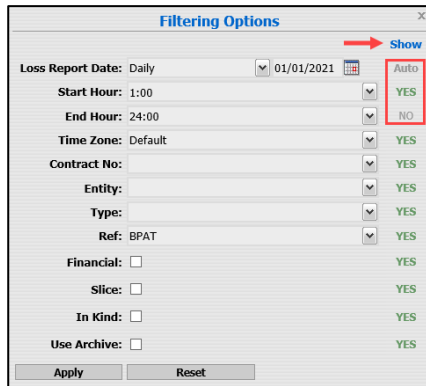 Filtering Options x
Show
Loss Report Date: Daily 01/01/2021 Auto
Start Hour: 1:00 YES
End Hour: 24:00 NO
Time Zone: Default YES
Contract No: YES
Entity: YES
Type: YES
Ref: BPAT YES
Financial: YES
Slice: YES
In Kind: YES
Use Archive: YES
Apply Reset